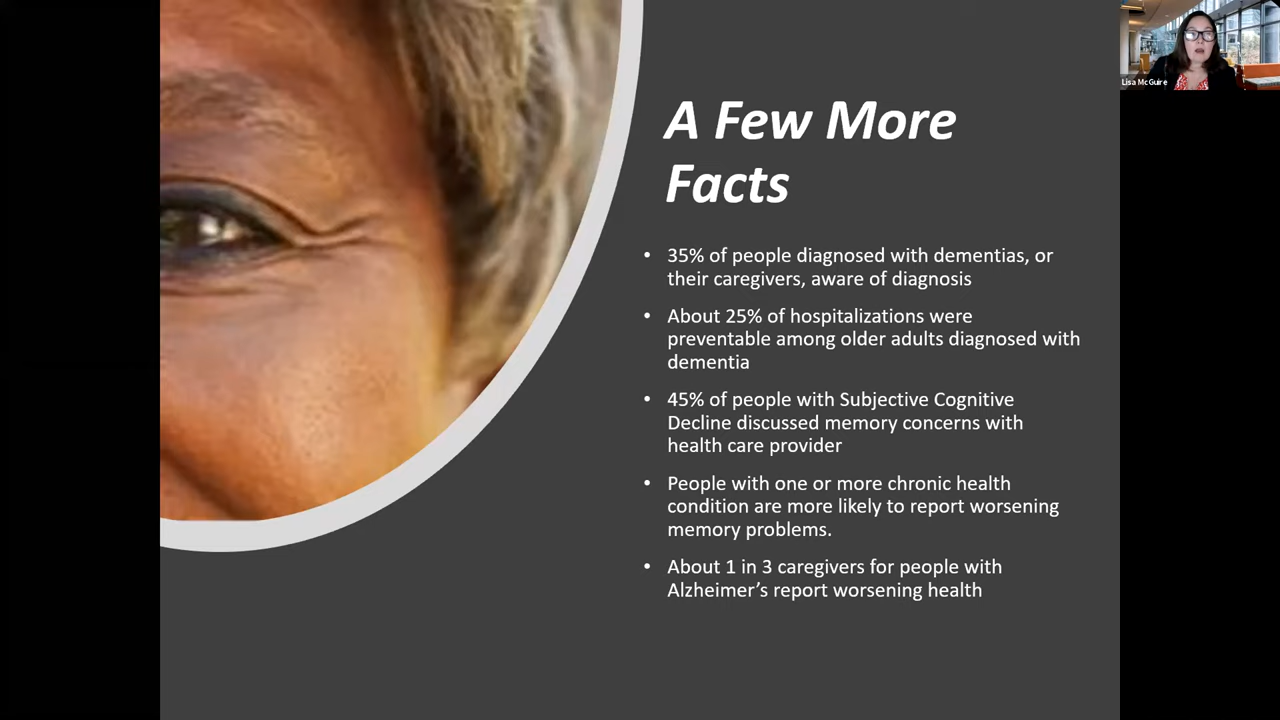 Lisa McGuire
A Few More
Facts
• 35% of people diagnosed with dementias, or
their caregivers, aware of diagnosis
• About 25% of hospitalizations were
preventable among older adults diagnosed with
dementia
• 45% of people with Subjective Cognitive
Decline discussed memory concerns with
health care provider
• People with one or more chronic health
condition are more likely to report worsening
memory problems.
• About 1 in 3 caregivers for people with
Alzheimer’s report worsening health